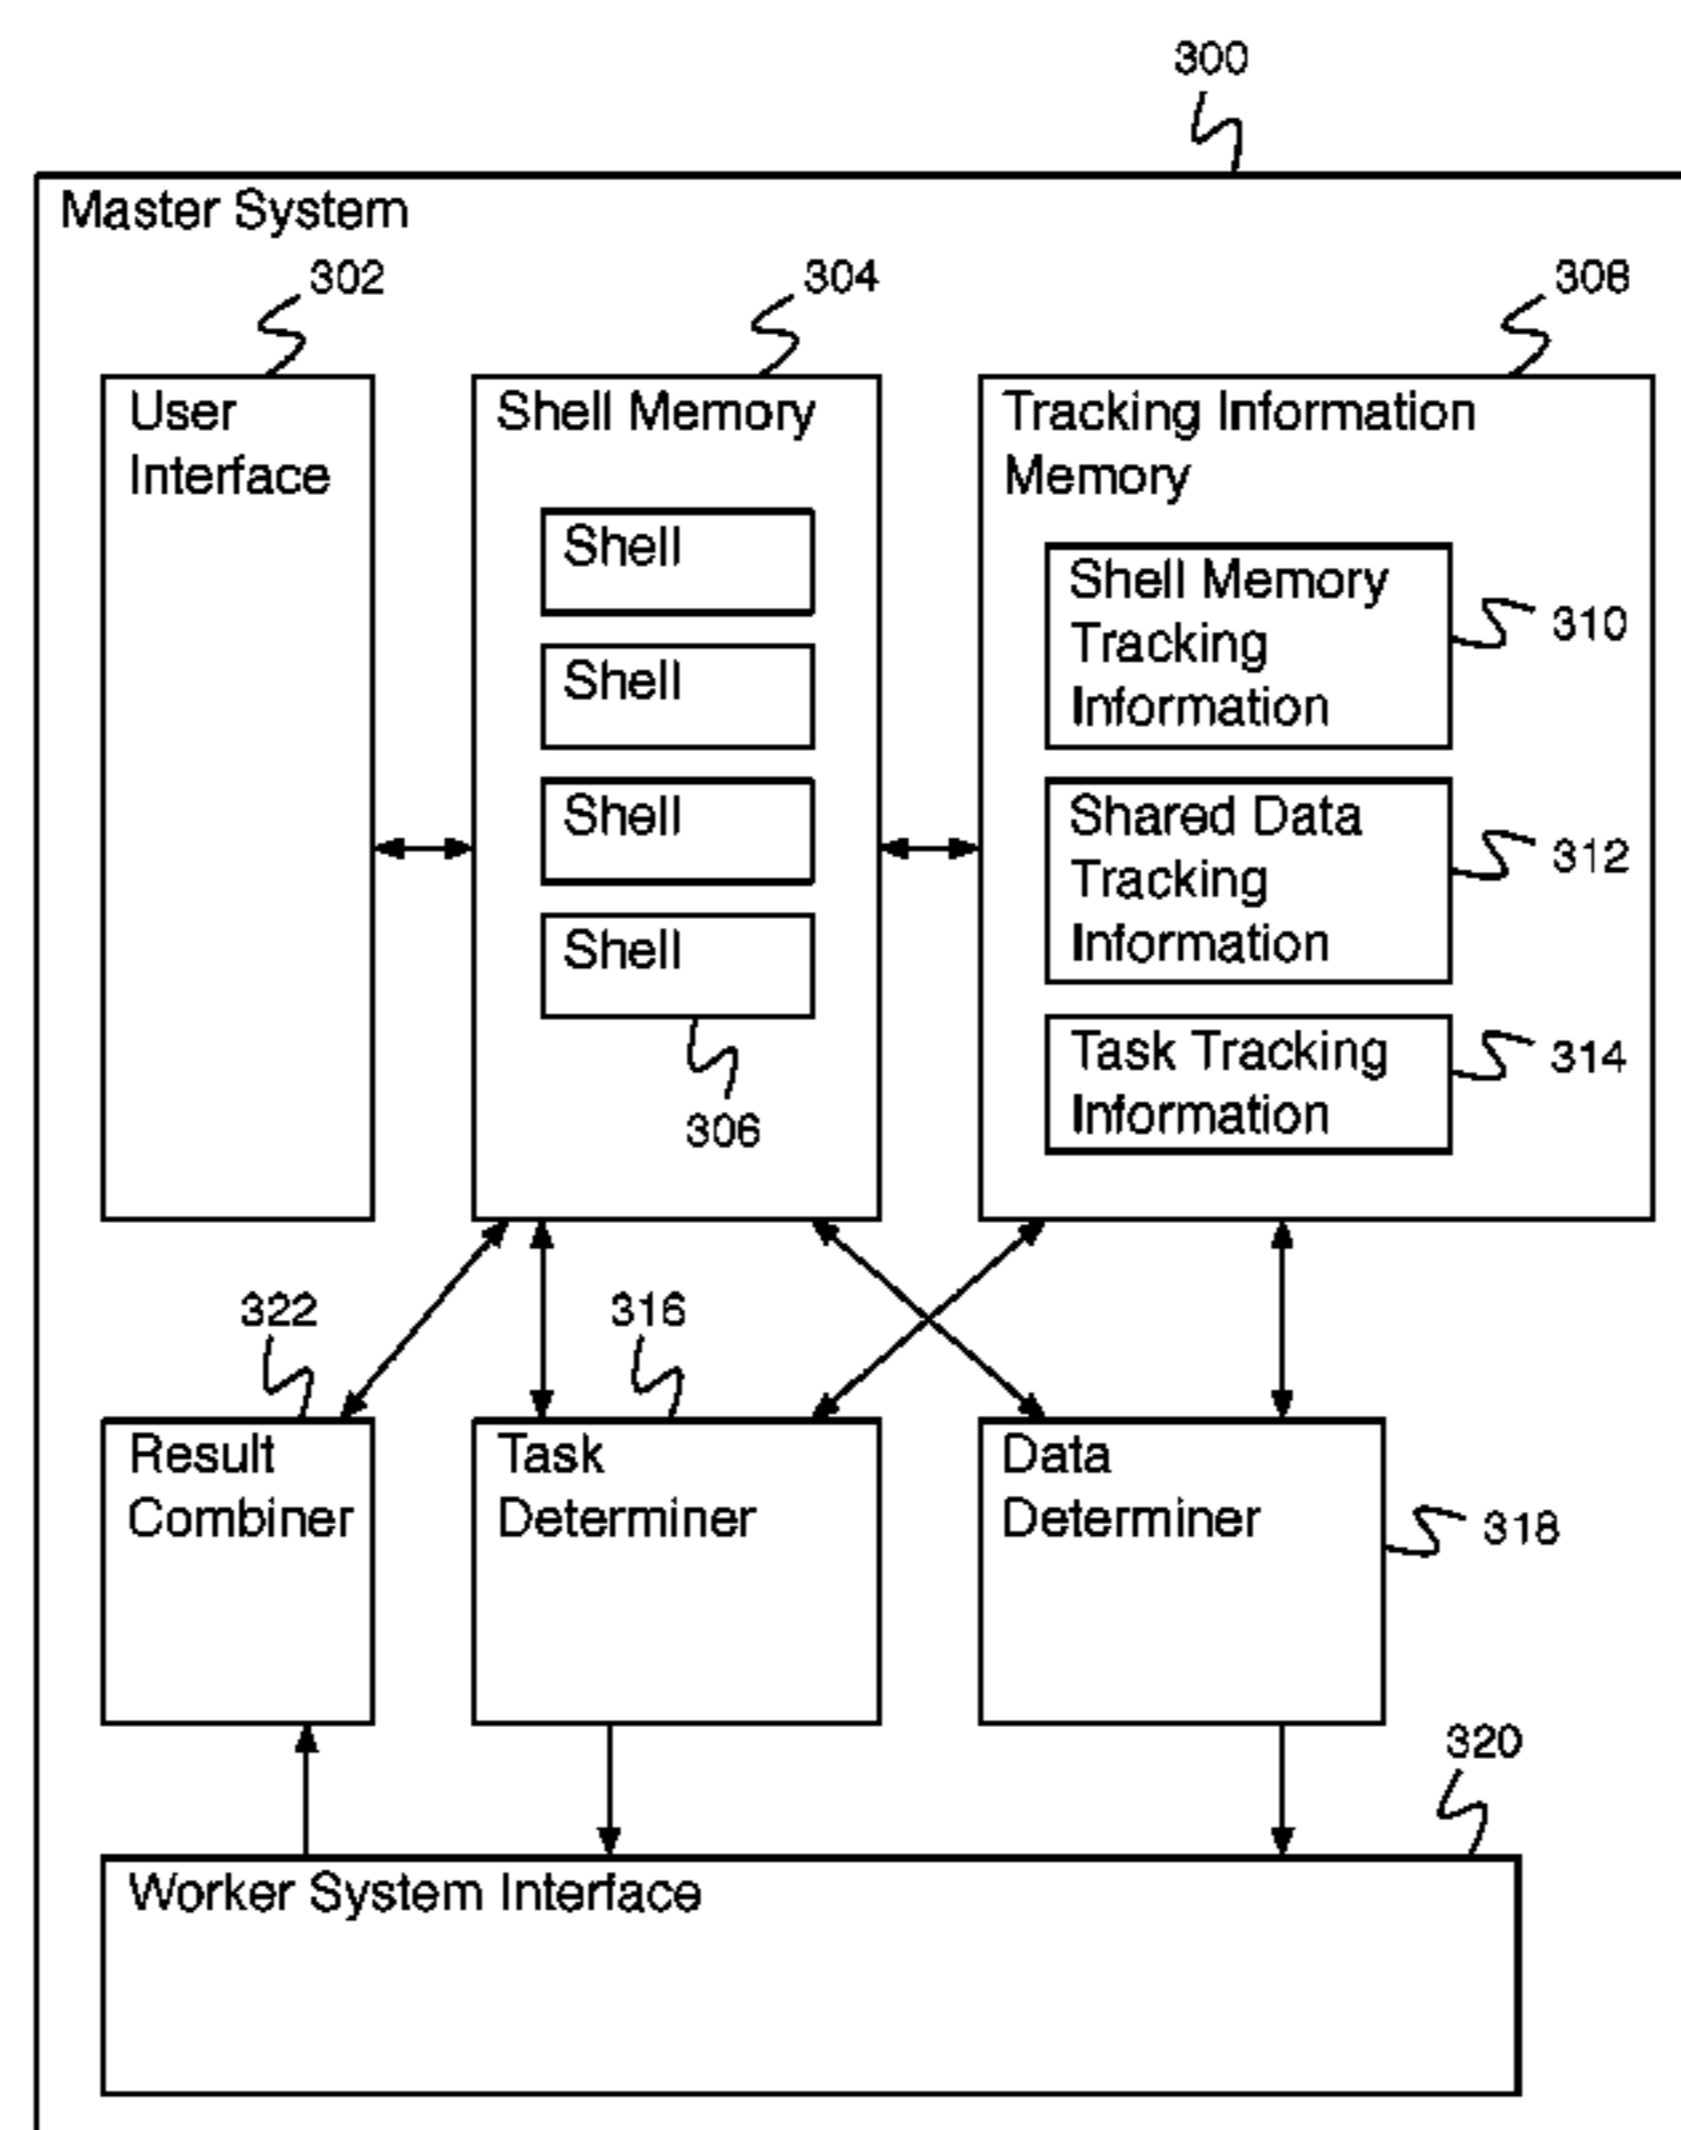 300
Master System
302
304
308
User
Interface
Shell Memory
Shell
Shell
Shell
Shell
306
Tracking Information
Memory
Shell Memory
Tracking
Information
310
Shared Data
Tracking
Information
312
Task Tracking
Information
314
322
316
Result
Combiner
Task
Determiner
Data
Determiner
318
320
Worker System Interface